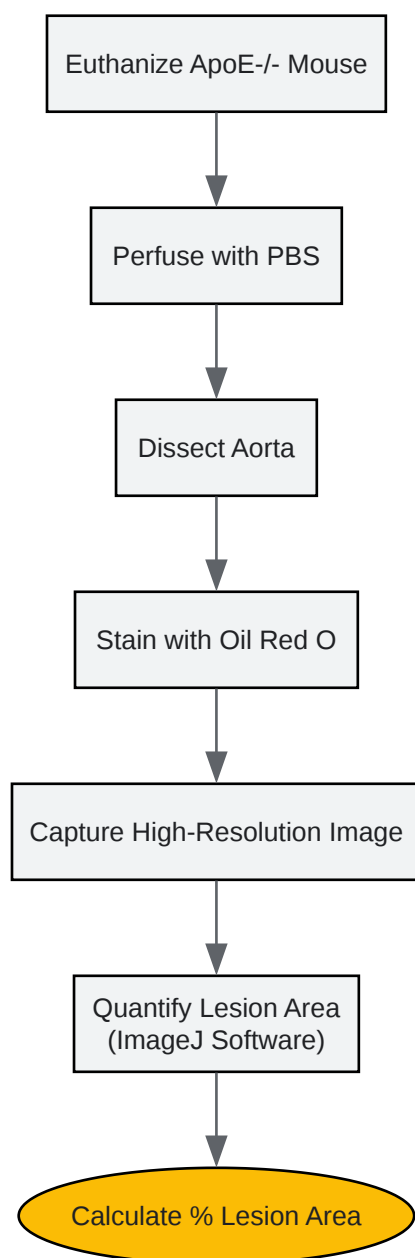 Euthanize ApoE-/- Mouse
Perfuse with PBS
Dissect Aorta
Stain with Oil Red O
Capture High-Resolution Image
Quantify Lesion Area
(ImageJ Software)
Calculate % Lesion Area